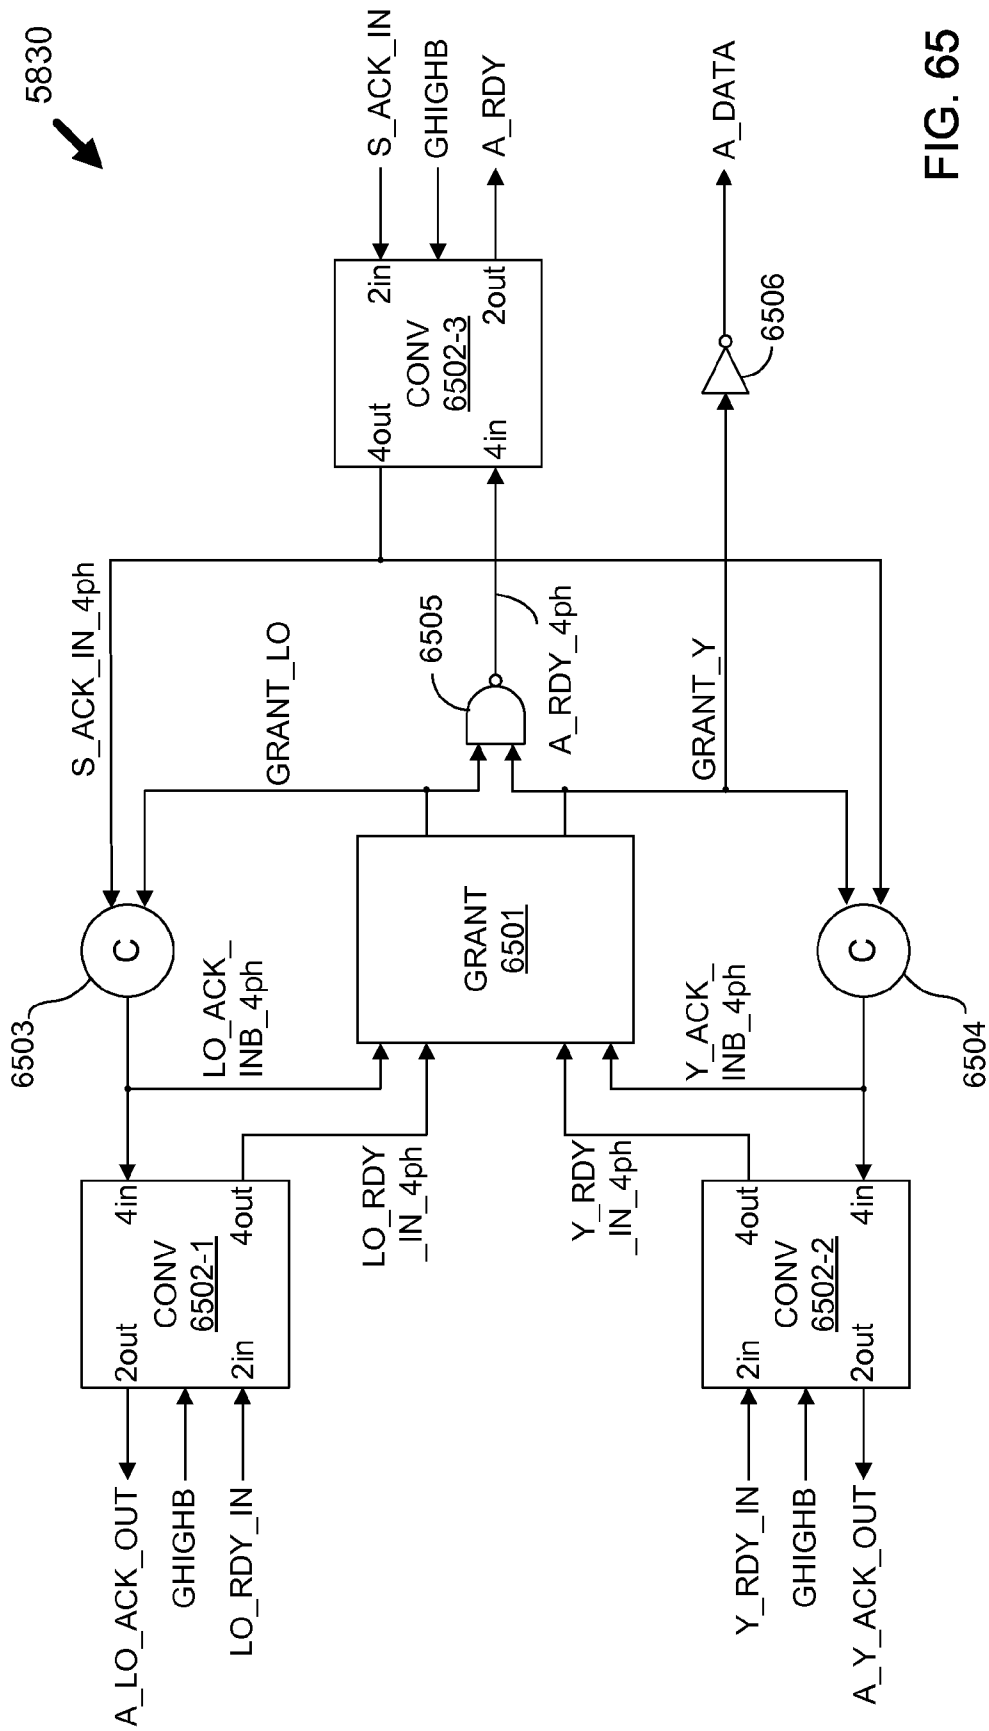 5830
A_LO_ACK_OUT
GHIGHB
LO_RDY_IN
2out
2in
CONV
6502-1
4in
4out
6503
C
LO_ACK_
INB_4ph
LO_RDY
_IN_4ph
S_ACK_IN_4ph
GRANT_LO
GRANT
6501
6505
A_RDY_4ph
4out
4in
CONV
6502-3
2in
2out
S_ACK_IN
GHIGHB
A_RDY
Y_RDY_IN
GHIGHB
A_Y_ACK_OUT
2in
2out
CONV
6502-2
4out
4in
Y_RDY
_IN_4ph
Y_ACK_
INB_4ph
C
6504
GRANT_Y
6506
A_DATA
FIG. 65